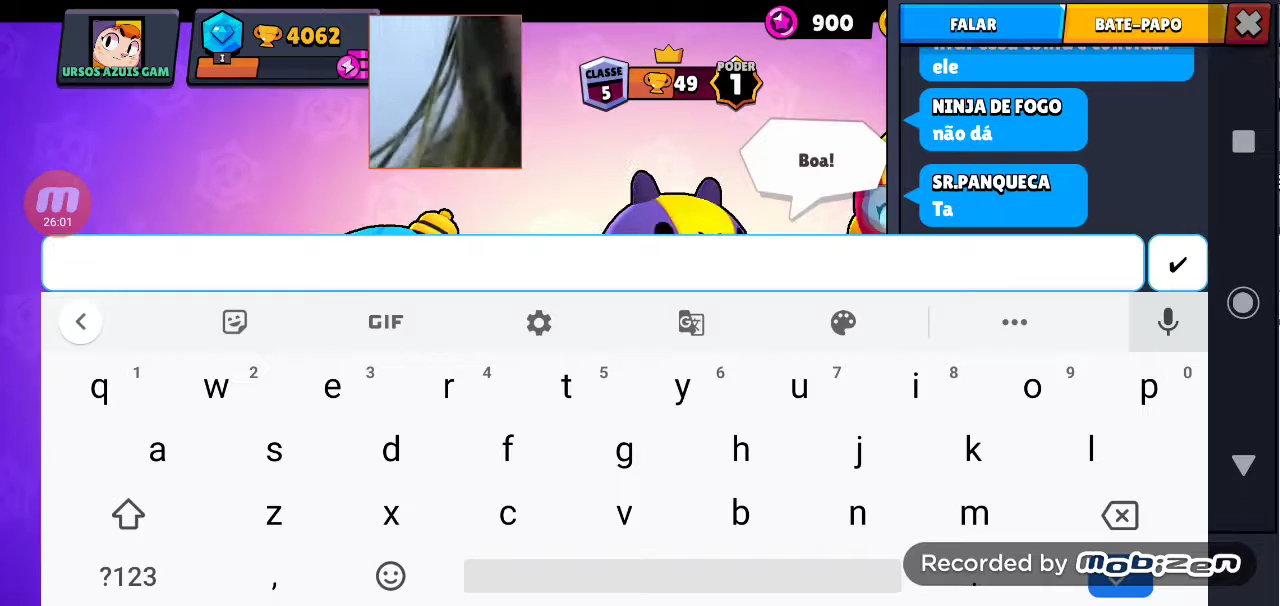 URSOS AZUIS GAM
I
4062
900
CLASSE
5
49
PODER
1
Boa!
FALAR
BATE-PAPO
ele
NINJA DE FOGO
não dá
SR.PANQUECA
Ta
m
26:01
GIF
q 1 w 2 e 3 r 4 t 5 y 6 u 7 i 8 o 9 p 0
a s d f g h j k l
z x c v b n m
?123 , .
Recorded by mobizen